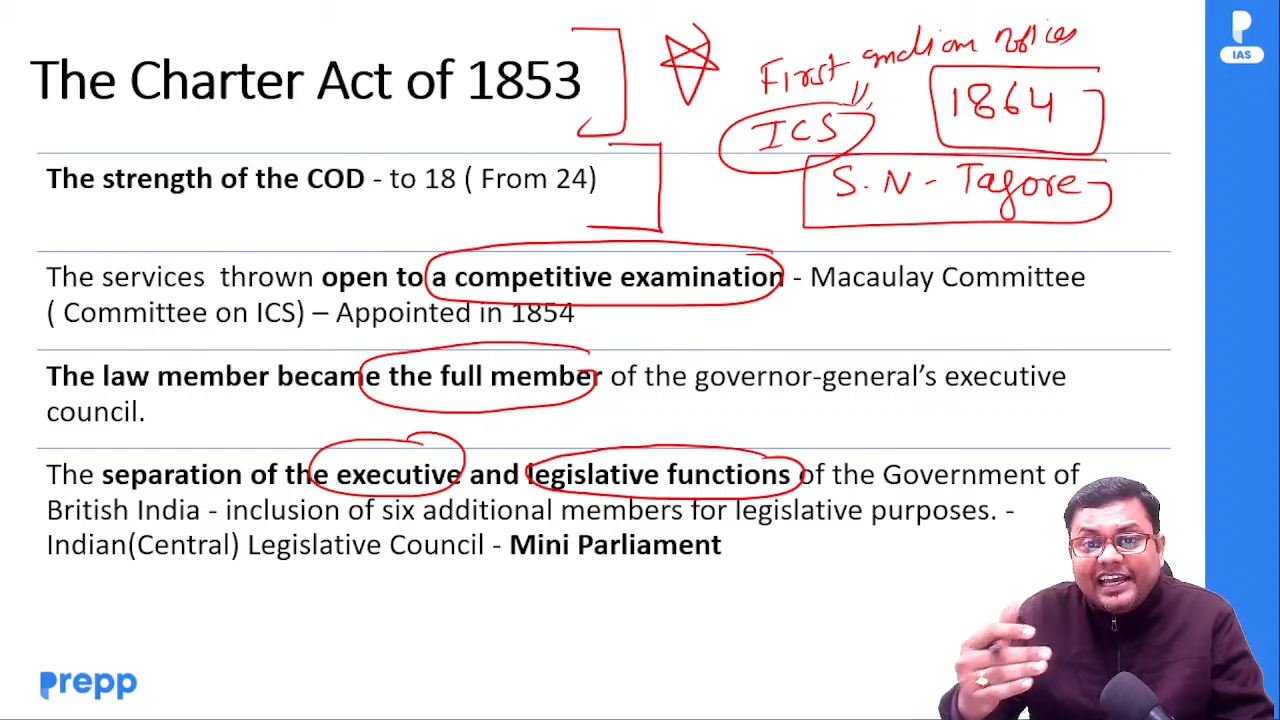 The Charter Act of 1853
First indian offices
ICS
1864
S. N - Tagore
P
IAS
The strength of the COD - to 18 ( From 24)
The services thrown open to a competitive examination - Macaulay Committee
( Committee on ICS) – Appointed in 1854
The law member became the full member of the governor-general's executive
council.
The separation of the executive and legislative functions of the Government of
British India - inclusion of six additional members for legislative purposes. -
Indian(Central) Legislative Council - Mini Parliament
prepp